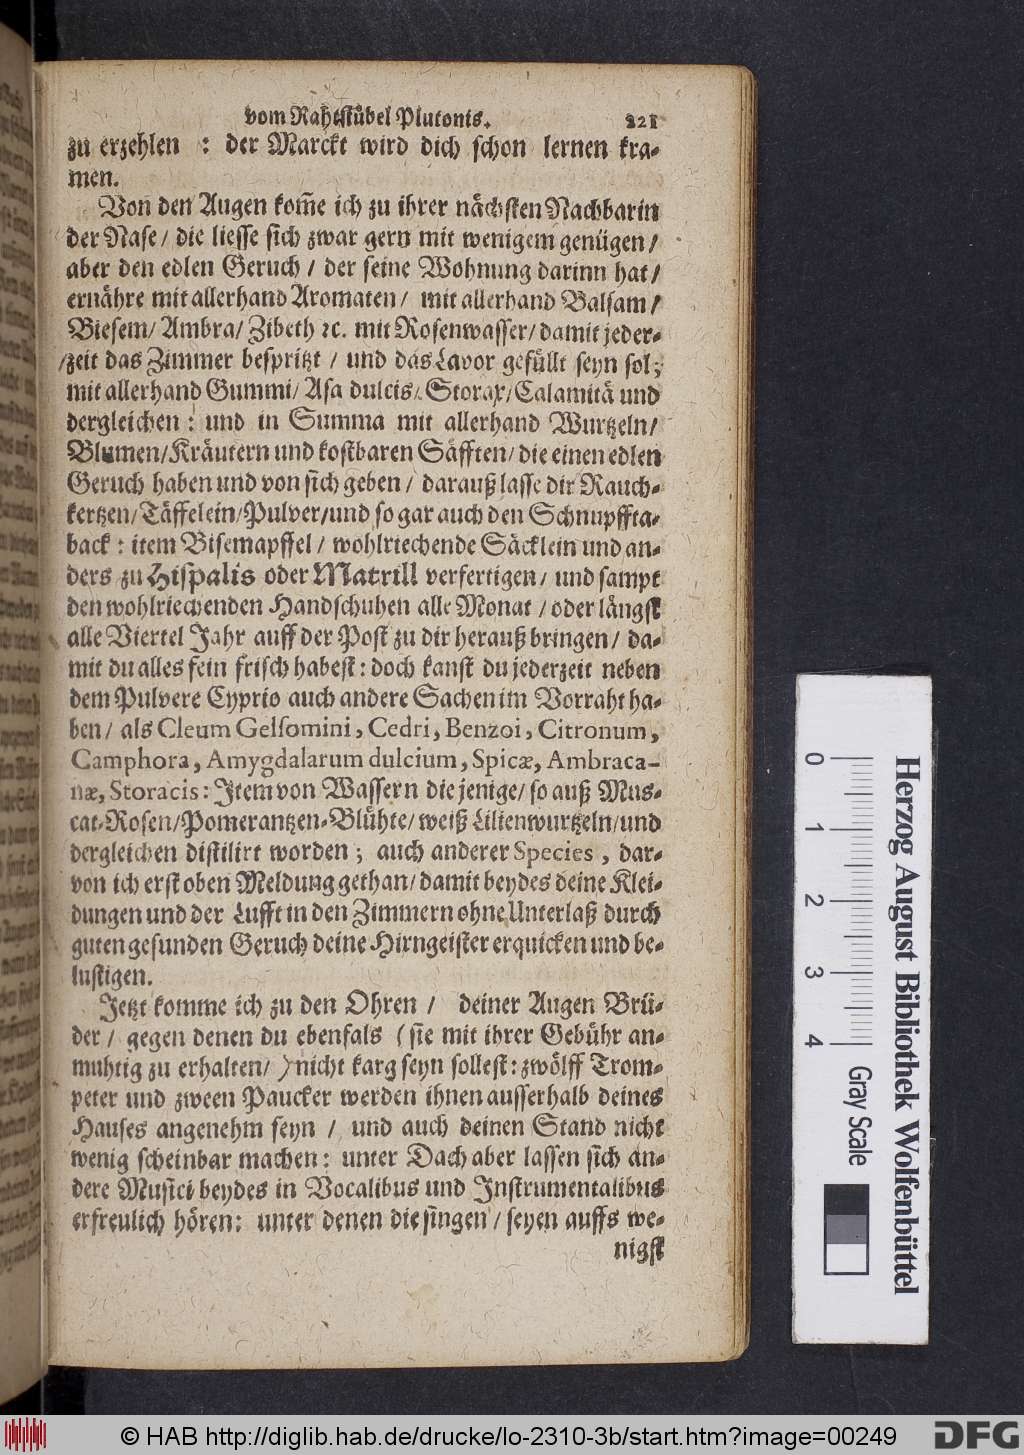 vom Rahtstübel Plutonis. 221
zu erzehlen : der Marckt wird dich schon lernen kra-
men.
Von den Augen kom̃e ich zu ihrer nächsten Nachbarin
der Nase / die liesse sich zwar gern mit wenigem genügen /
aber den edlen Geruch / der seine Wohnung darinn hat /
ernähre mit allerhand Aromaten / mit allerhand Balsam /
Biesem / Ambra / Zibeth ꝛc. mit Rosenwasser / damit jeder-
zeit das Zimmer bespritzt / und das Lavor gefüllt seyn sol;
mit allerhand Gummi / Asa dulcis / Storax / Calamitä und
dergleichen : und in Summa mit allerhand Wurtzeln /
Blumen / Kräutern und kostbaren Säfften / die einen edlen
Geruch haben und von sich geben / darauß lasse dir Rauch-
kertzen / Täffelein / Pulver / und so gar auch den Schnupffta-
back : item Bisemapffel / wohlriechende Säcklein und an-
ders zu Hispalis oder Matrill verfertigen / und sampt
den wohlriechenden Handschuhen alle Monat / oder längst
alle Viertel Jahr auff der Post zu dir herauß bringen / da-
mit du alles fein frisch habest : doch kanst du jederzeit neben
dem Pulvere Cyprio auch andere Sachen im Vorraht ha-
ben / als Cleum Gelsomini, Cedri, Benzoi, Citronum,
Camphora, Amygdalarum dulcium, Spicæ, Ambraca-
næ, Storacis : Item von Wassern die jenige / so auß Mus-
cat-Rosen / Pomerantzen-Blühte / weiß Lilienwurtzeln / und
dergleichen distilirt worden ; auch anderer Species, dar-
von ich erst oben Meldung gethan / damit beydes deine Klei-
dungen und der Lufft in den Zimmern ohne Unterlaß durch
guten gesunden Geruch deine Hirngeister erquicken und be-
lustigen.
Jetzt komme ich zu den Ohren / deiner Augen Brü-
der / gegen denen du ebenfals ( sie mit ihrer Gebühr an-
muhtig zu erhalten / ) nicht karg seyn sollest : zwölff Trom-
peter und zween Paucker werden ihnen ausserhalb deines
Hauses angenehm seyn / und auch deinen Stand nicht
wenig scheinbar machen : unter Dach aber lassen sich an-
dere Musici beydes in Vocalibus und Instrumentalibus
erfreulich hören : unter denen die singen / seyen auffs we-
nigst
0 1 2 3 4
Herzog August Bibliothek Wolfenbüttel
Gray Scale
© HAB http://diglib.hab.de/drucke/lo-2310-3b/start.htm?image=00249
DFG